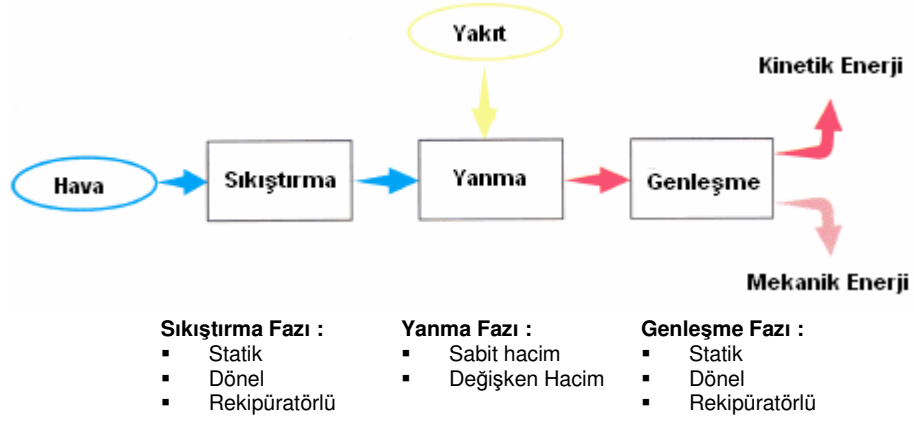 Yakıt
Kinetik Enerji
Hava
Sıkıştırma
Yanma
Genleşme
Mekanik Enerji
Sıkıştırma Fazı :
▪ Statik
▪ Dönel
▪ Rekipüratörlü
Yanma Fazı :
▪ Sabit hacim
▪ Değişken Hacim
Genleşme Fazı :
▪ Statik
▪ Dönel
▪ Rekipüratörlü